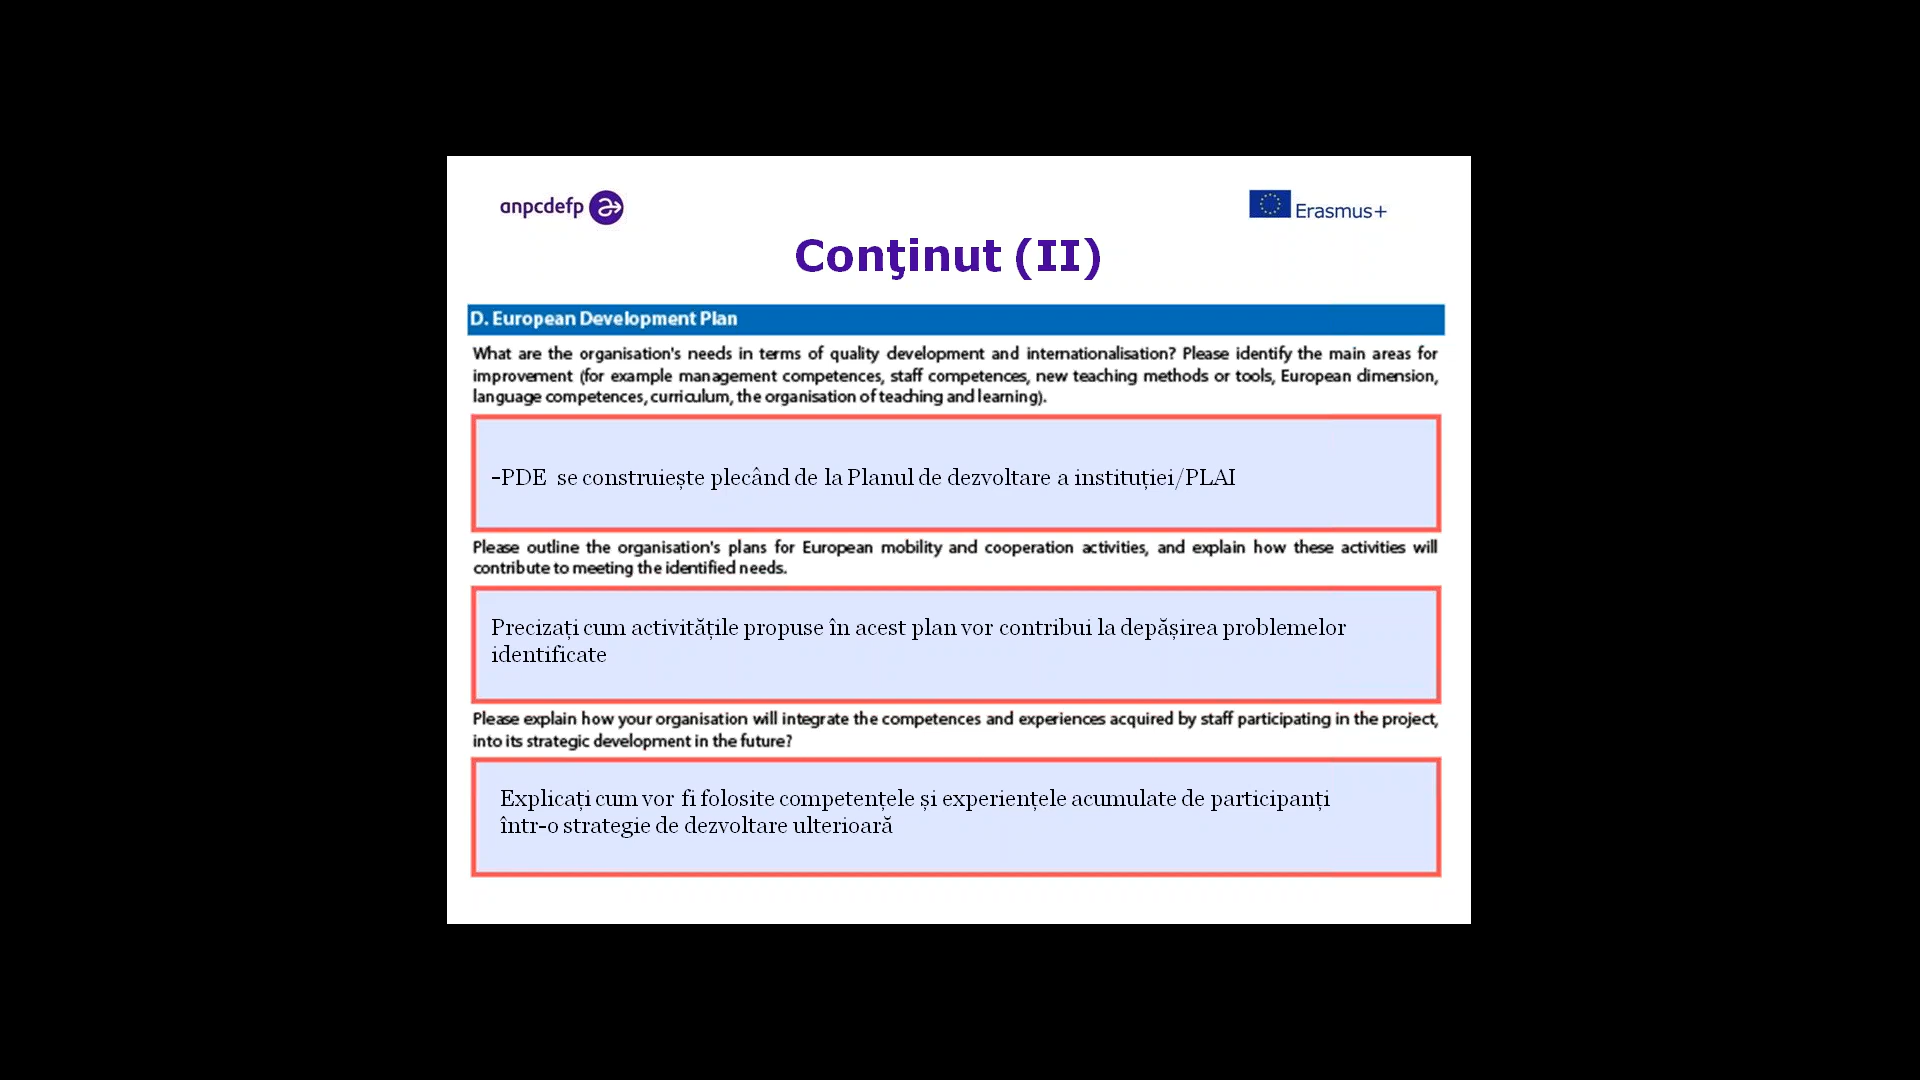 anpcdefp
Erasmus+
Conţinut (II)
D. European Development Plan
What are the organisation's needs in terms of quality development and internationalisation? Please identify the main areas for
improvement (for example management competences, staff competences, new teaching methods or tools, European dimension,
language competences, curriculum, the organisation of teaching and learning).
-PDE se construiește plecând de la Planul de dezvoltare a instituției/PLAI
Please outline the organisation's plans for European mobility and cooperation activities, and explain how these activities will
contribute to meeting the identified needs.
Precizați cum activitățile propuse în acest plan vor contribui la depășirea problemelor
identificate
Please explain how your organisation will integrate the competences and experiences acquired by staff participating in the project,
into its strategic development in the future?
Explicați cum vor fi folosite competențele și experiențele acumulate de participanți
într-o strategie de dezvoltare ulterioară